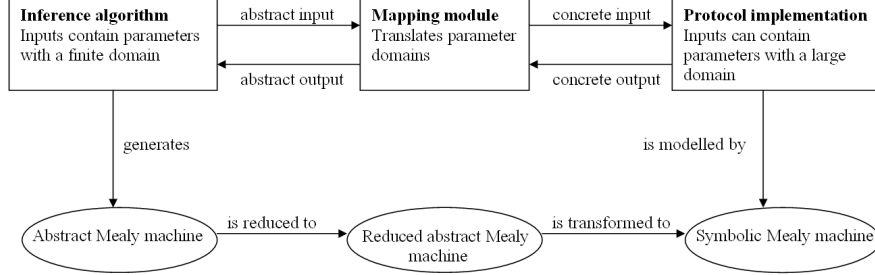 Inference algorithm
Inputs contain parameters
with a finite domain
abstract input
abstract output
Mapping module
Translates parameter
domains
concrete input
concrete output
Protocol implementation
Inputs can contain
parameters with a large
domain
generates
is modelled by
Abstract Mealy machine
is reduced to
Reduced abstract Mealy
machine
is transformed to
Symbolic Mealy machine